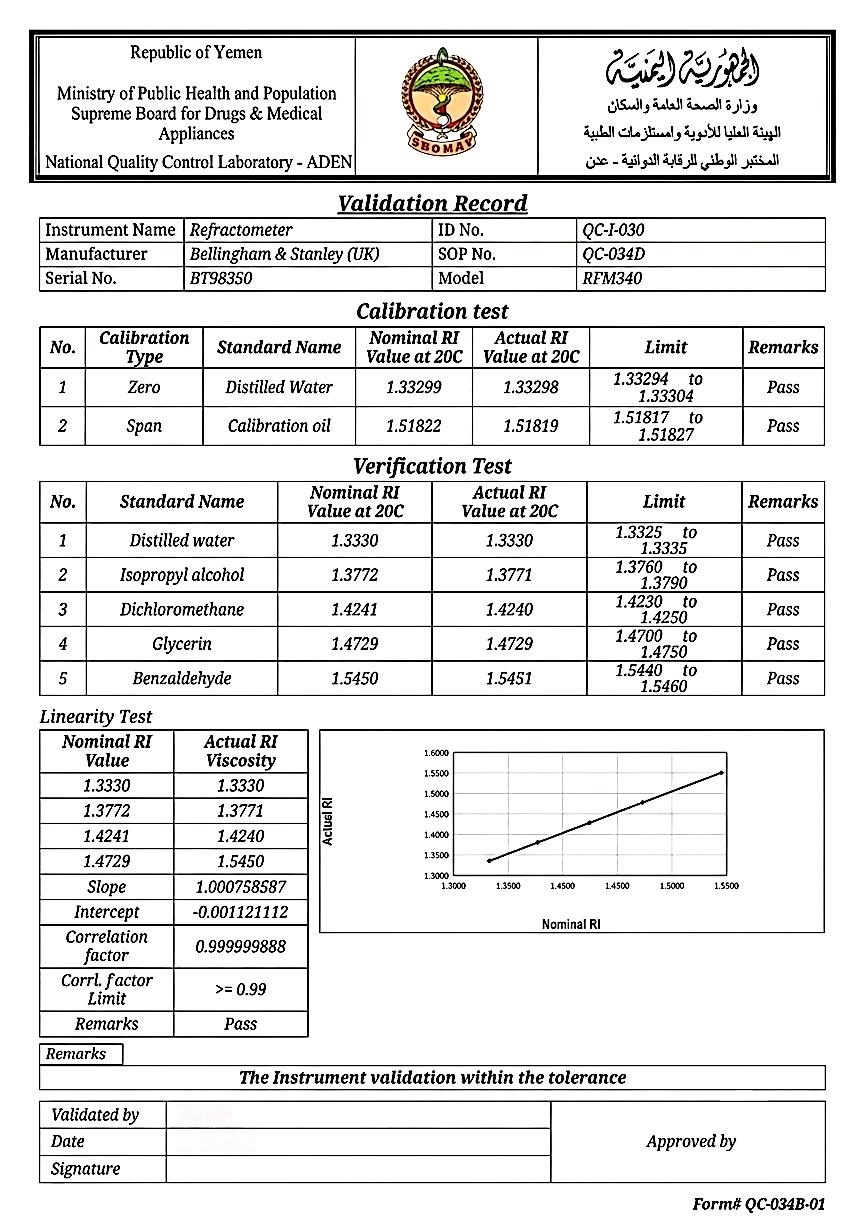 Republic of Yemen
Ministry of Public Health and Population
Supreme Board for Drugs & Medical
Appliances
National Quality Control Laboratory - ADEN
SBOMAY
الجمهورية اليمنية
وزارة الصحة العامة والسكان
الهيئة العليا للأدوية والمستلزمات الطبية
المختبر الوطني للرقابة الدوائية - عدن
Validation Record
Instrument Name Refractometer ID No. QC-I-030
Manufacturer Bellingham & Stanley (UK) SOP No. QC-034D
Serial No. BT98350 Model RFM340
Calibration test
No. Calibration Type Standard Name Nominal RI Value at 20C Actual RI Value at 20C Limit Remarks
1 Zero Distilled Water 1.33299 1.33298 1.33294 to 1.33304 Pass
2 Span Calibration oil 1.51822 1.51819 1.51817 to 1.51827 Pass
Verification Test
No. Standard Name Nominal RI Value at 20C Actual RI Value at 20C Limit Remarks
1 Distilled water 1.3330 1.3330 1.3325 to 1.3335 Pass
2 Isopropyl alcohol 1.3772 1.3771 1.3760 to 1.3790 Pass
3 Dichloromethane 1.4241 1.4240 1.4230 to 1.4250 Pass
4 Glycerin 1.4729 1.4729 1.4700 to 1.4750 Pass
5 Benzaldehyde 1.5450 1.5451 1.5440 to 1.5460 Pass
Linearity Test
Nominal RI Value Actual RI Viscosity
1.3330 1.3330
1.3772 1.3771
1.4241 1.4240
1.4729 1.5450
Slope 1.000758587
Intercept -0.001121112
Correlation factor 0.999999888
Corrl. factor Limit >= 0.99
Remarks Pass
Actuel RI
1.6000
1.5500
1.5000
1.4500
1.4000
1.3500
1.3000
1.3000 1.3500 1.4500 1.4500 1.5000 1.5500
Nominal RI
Remarks
The Instrument validation within the tolerance
Validated by
Date
Signature
Approved by
Form# QC-034B-01